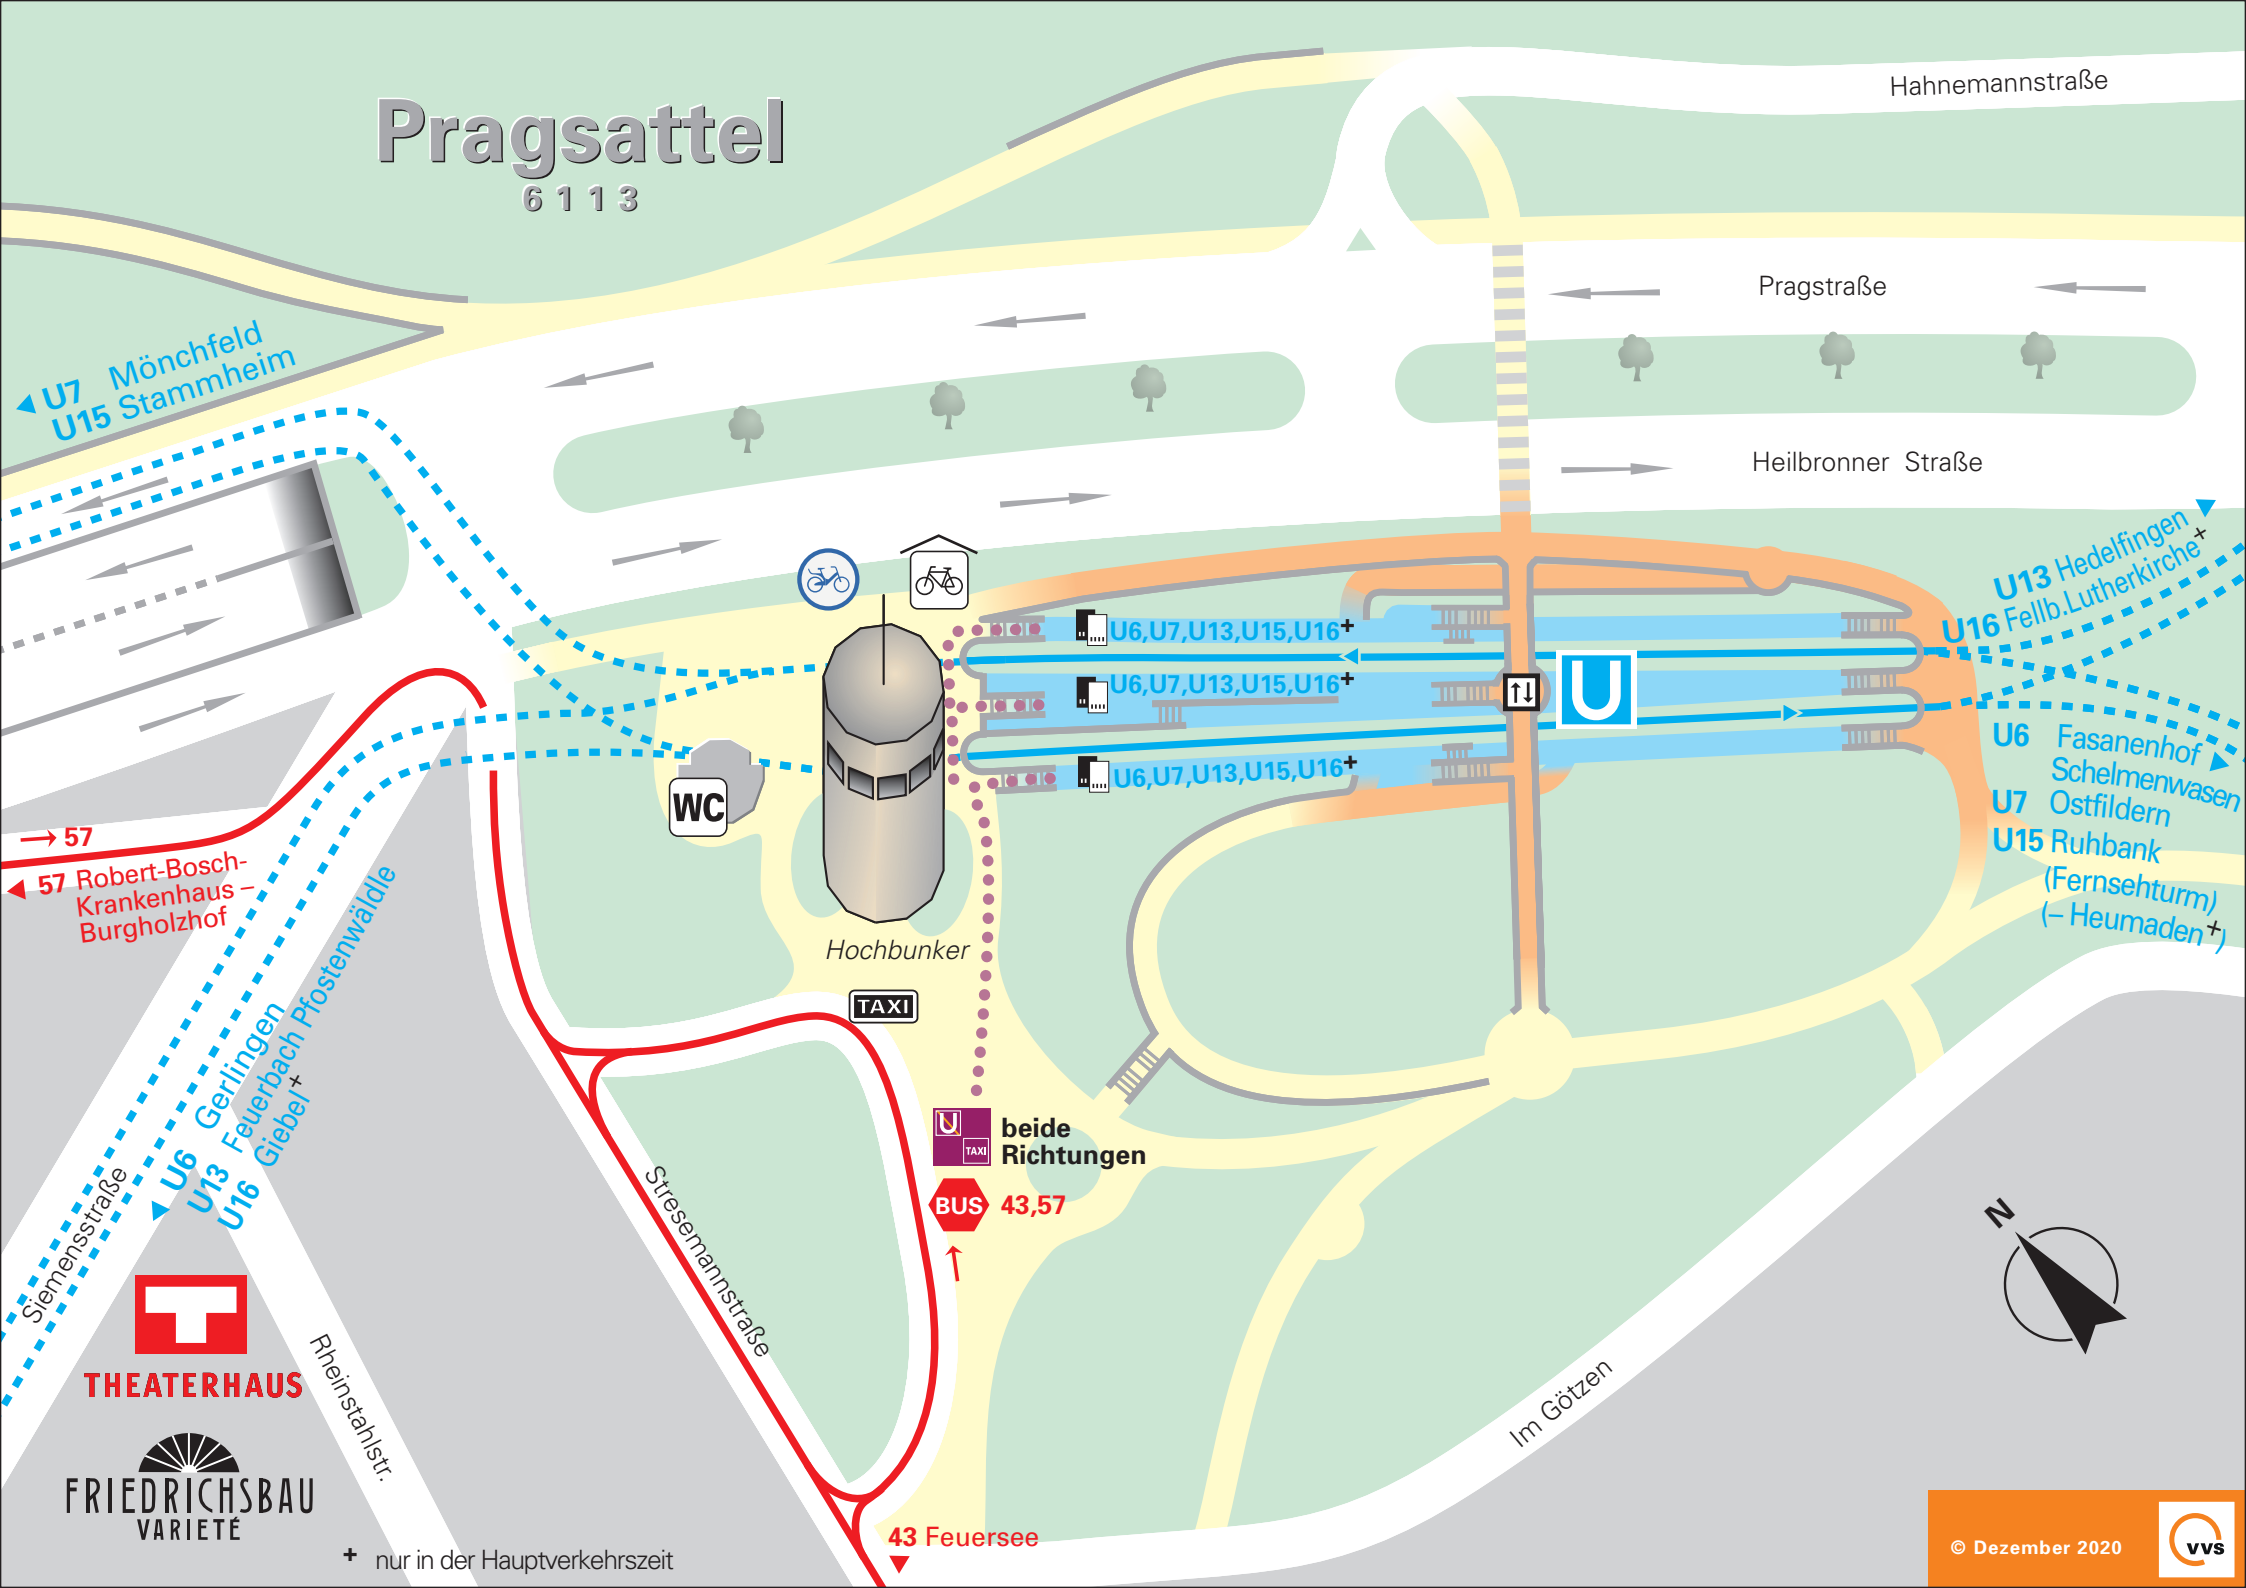 Pragsattel
6113
Hahnemannstraße
Pragstraße
Heilbronner Straße
U7 Mönchfeld
U15 Stammheim
U13 Hedelfingen
U16 Fellb.Lutherkirche+
U6,U7,U13,U15,U16+
U6,U7,U13,U15,U16+
U6,U7,U13,U15,U16+
U
U6 Fasanenhof
Schelmenwasen
U7 Ostfildern
U15 Ruhbank
(Fernsehturm)
(– Heumaden+)
WC
57
57 Robert-Bosch-
Krankenhaus –
Burgholzhof
Hochbunker
TAXI
U6 Gerlingen
U13 Feuerbach Pfostenwäldle
U16 Giebel+
Siemensstraße
U
TAXI
beide
Richtungen
BUS 43,57
Stresemannstraße
Rheinstahlstr.
Im Götzen
N
THEATERHAUS
FRIEDRICHSBAU
VARIETÉ
43 Feuersee
+ nur in der Hauptverkehrszeit
© Dezember 2020
VVS